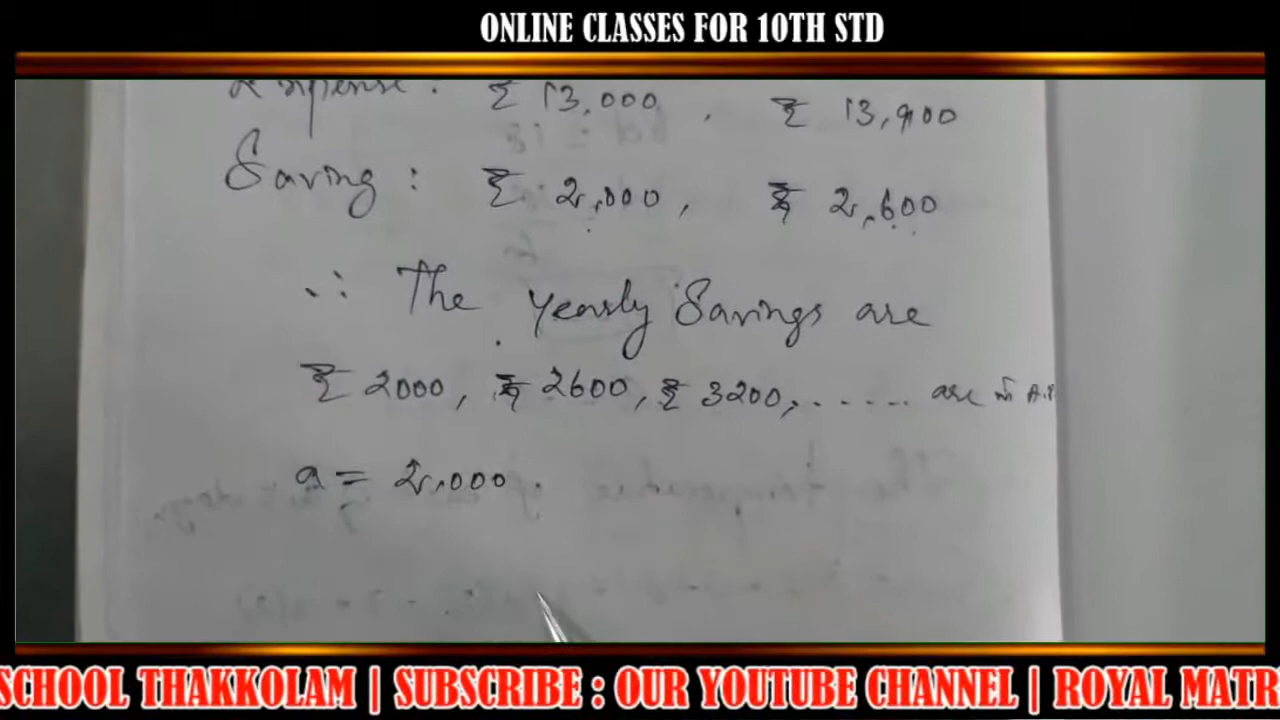 ONLINE CLASSES FOR 10TH STD
Expense : ₹ 13,000 , ₹ 13,900
Saving : ₹ 2,000 , ₹ 2,600
∴ The Yearly Savings are
₹ 2000, ₹ 2600, ₹ 3200, ...... are in A.P
a = 2,000.
SCHOOL THAKKOLAM | SUBSCRIBE : OUR YOUTUBE CHANNEL | ROYAL MATR